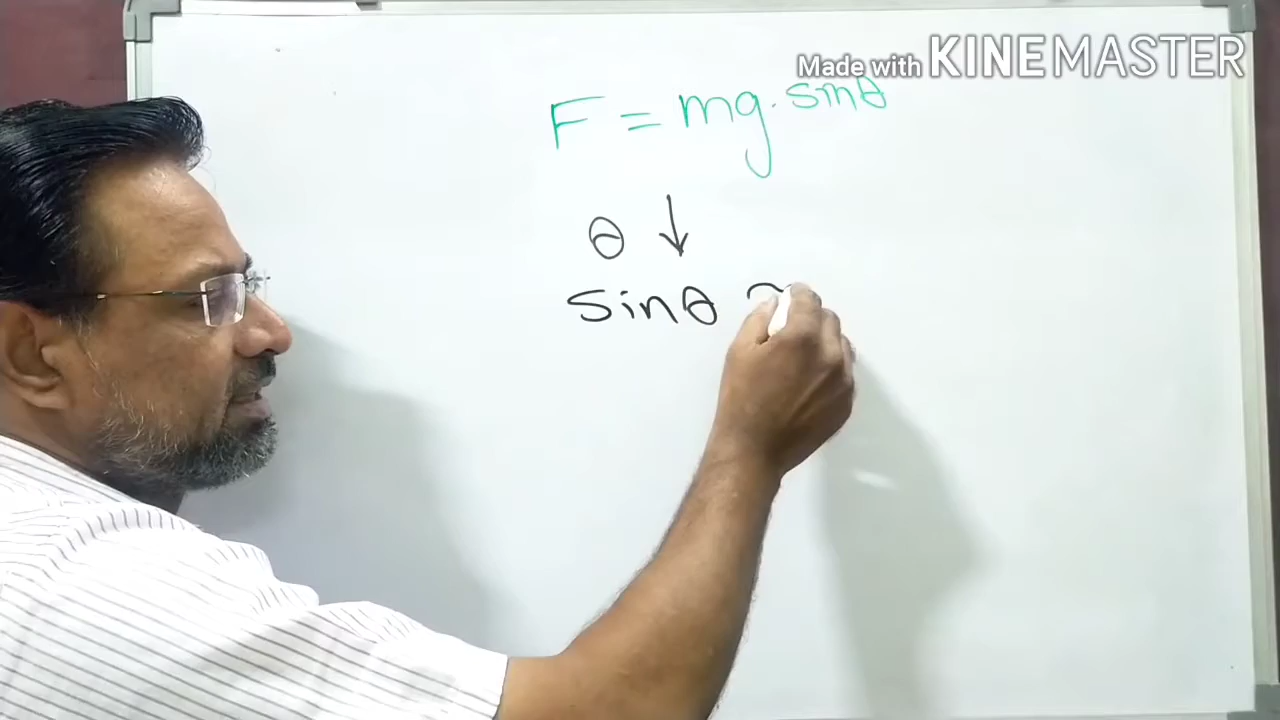 Made with KINEMASTER
F = mg. sinθ
θ ↓
sinθ ~